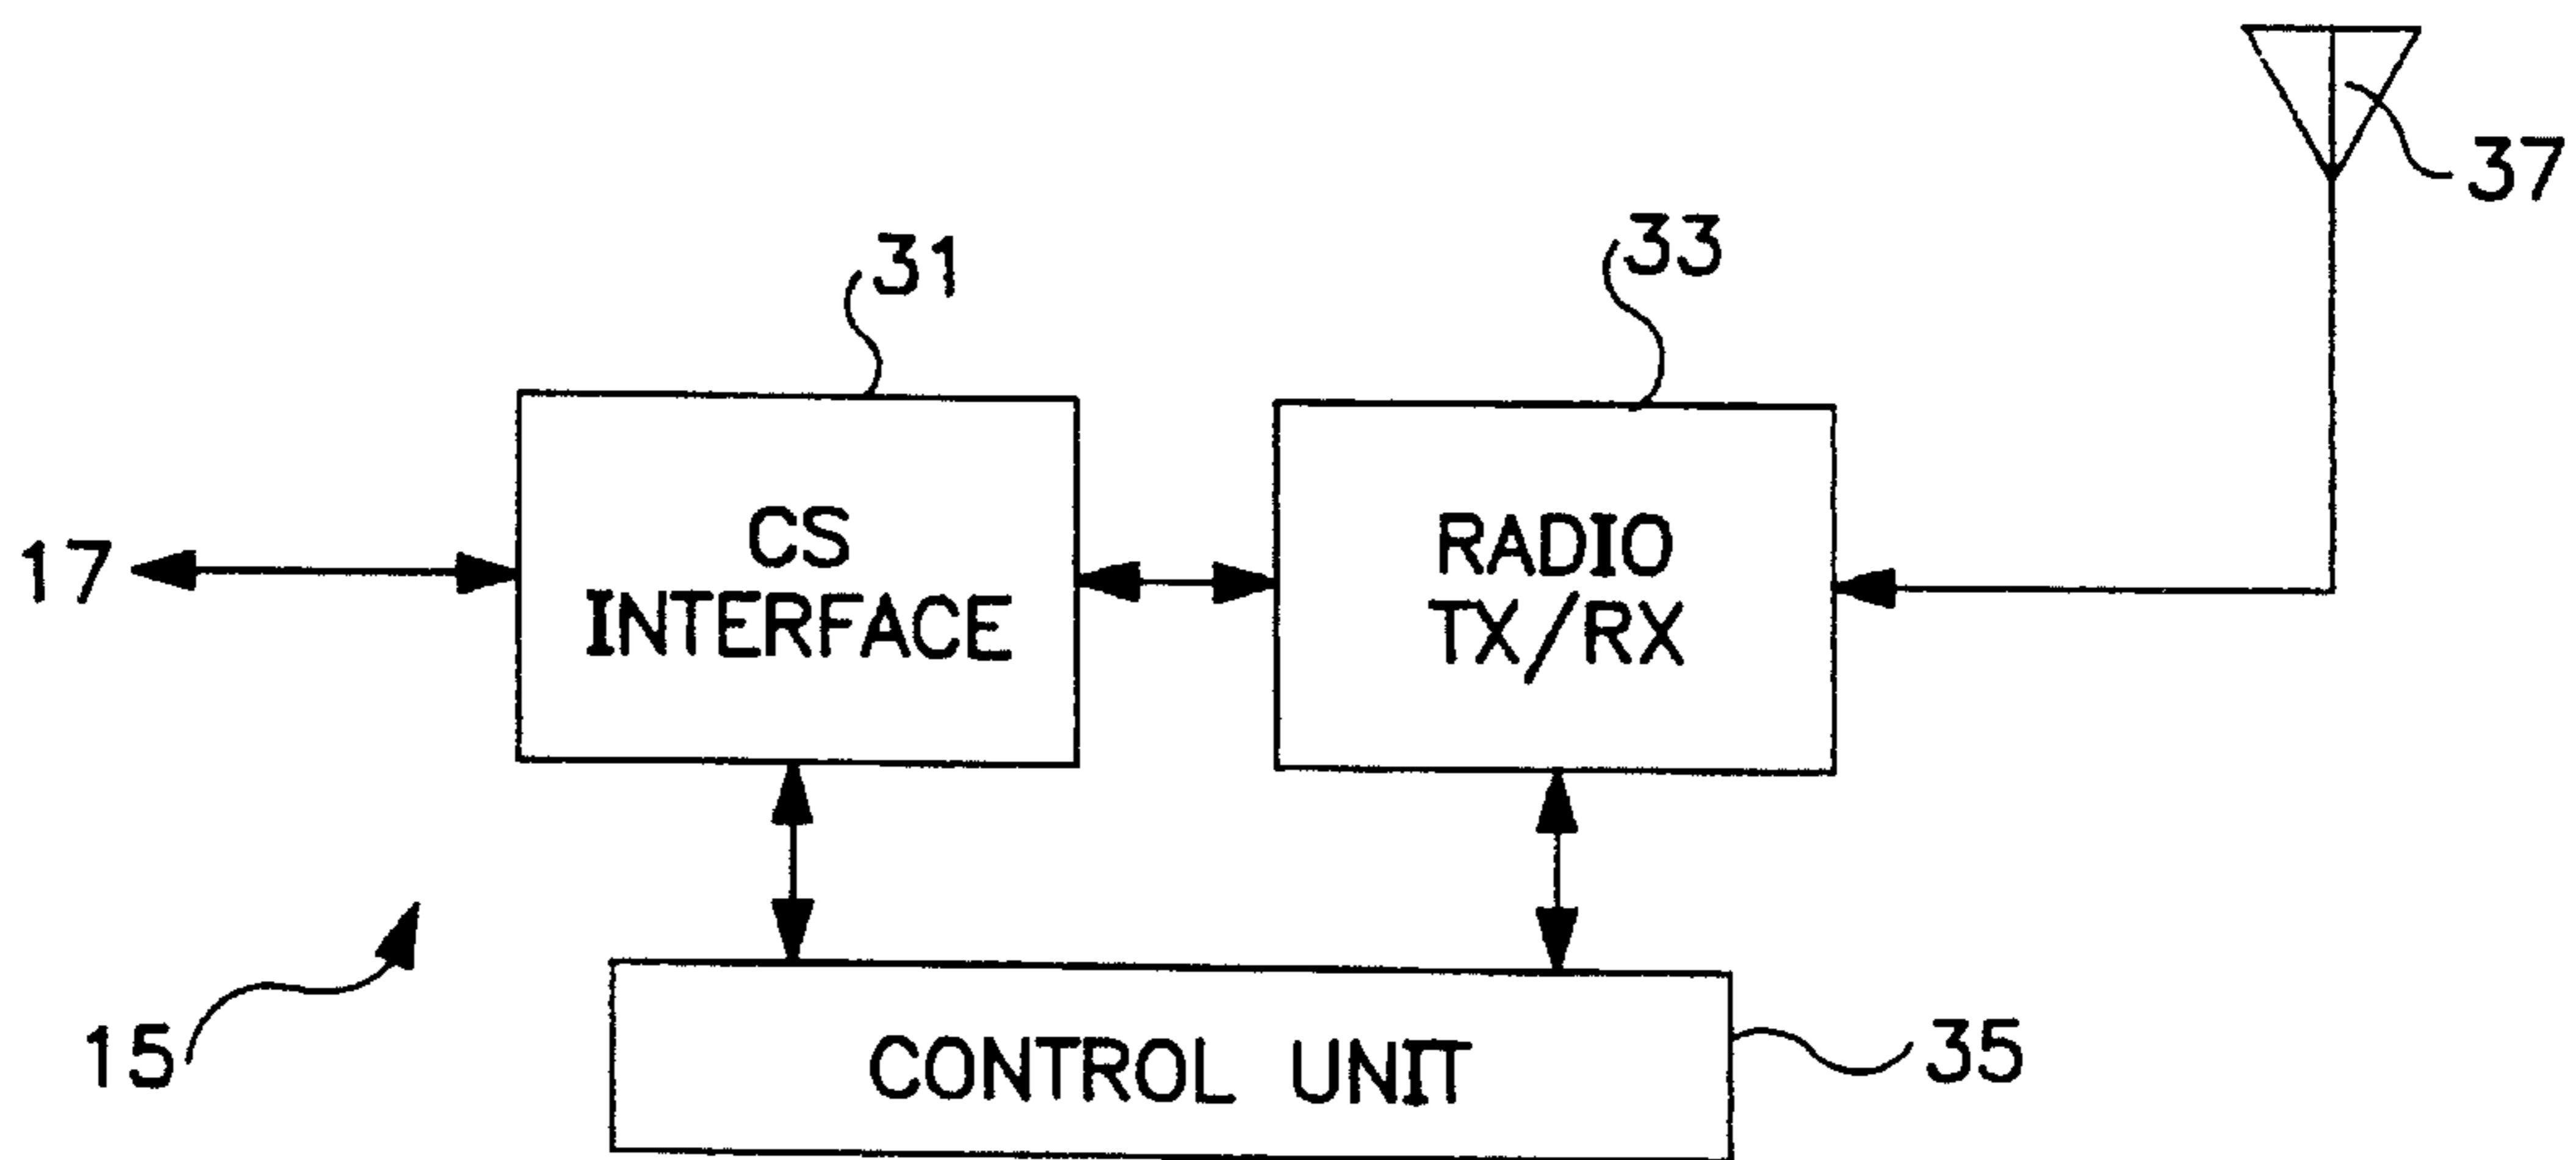 37
31
33
CS
INTERFACE
RADIO
TX/RX
17
15
CONTROL UNIT
35